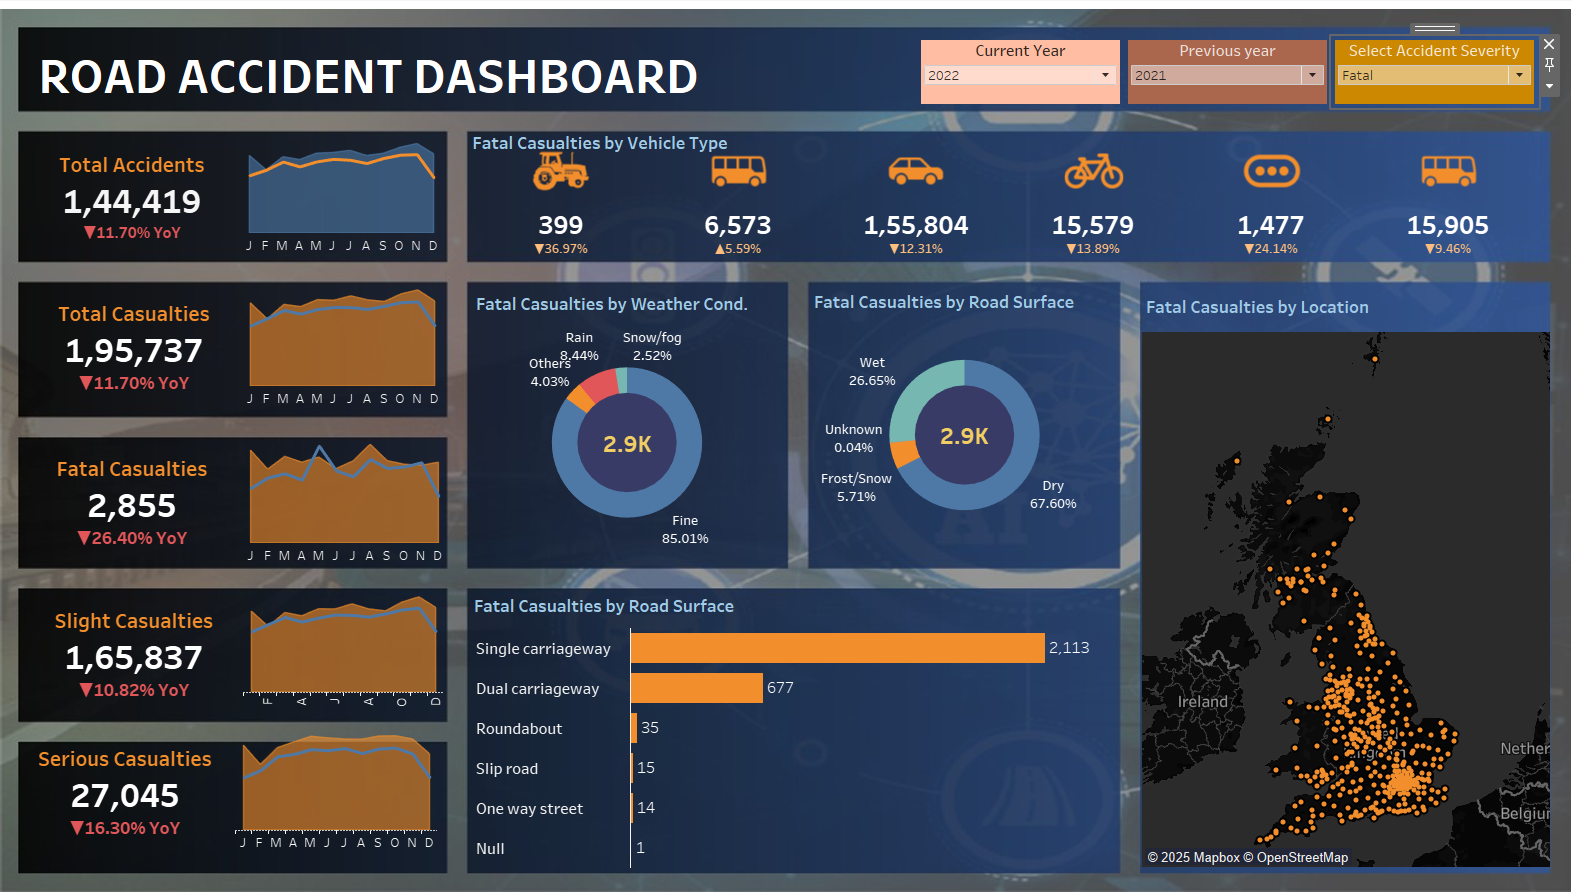 ROAD ACCIDENT DASHBOARD
Current Year
2022
Previous year
2021
Select Accident Severity
Fatal
Total Accidents
1,44,419
▼11.70% YoY
J F M A M J J A S O N D
Fatal Casualties by Vehicle Type
399
▼36.97%
6,573
▲5.59%
1,55,804
▼12.31%
15,579
▼13.89%
1,477
▼24.14%
15,905
▼9.46%
Total Casualties
1,95,737
▼11.70% YoY
J F M A M J J A S O N D
Fatal Casualties
2,855
▼26.40% YoY
J F M A M J J A S O N D
Slight Casualties
1,65,837
▼10.82% YoY
F A J A O D
Serious Casualties
27,045
▼16.30% YoY
J F M A M J J A S O N D
Fatal Casualties by Weather Cond.
Rain
8.44%
Snow/fog
2.52%
Others
4.03%
2.9K
Fine
85.01%
Fatal Casualties by Road Surface
Wet
26.65%
Unknown
0.04%
2.9K
Frost/Snow
5.71%
Dry
67.60%
Fatal Casualties by Road Surface
Single carriageway
2,113
Dual carriageway
677
Roundabout
35
Slip road
15
One way street
14
Null
1
Fatal Casualties by Location
Ireland
Nether
Belgiu
© 2025 Mapbox © OpenStreetMap